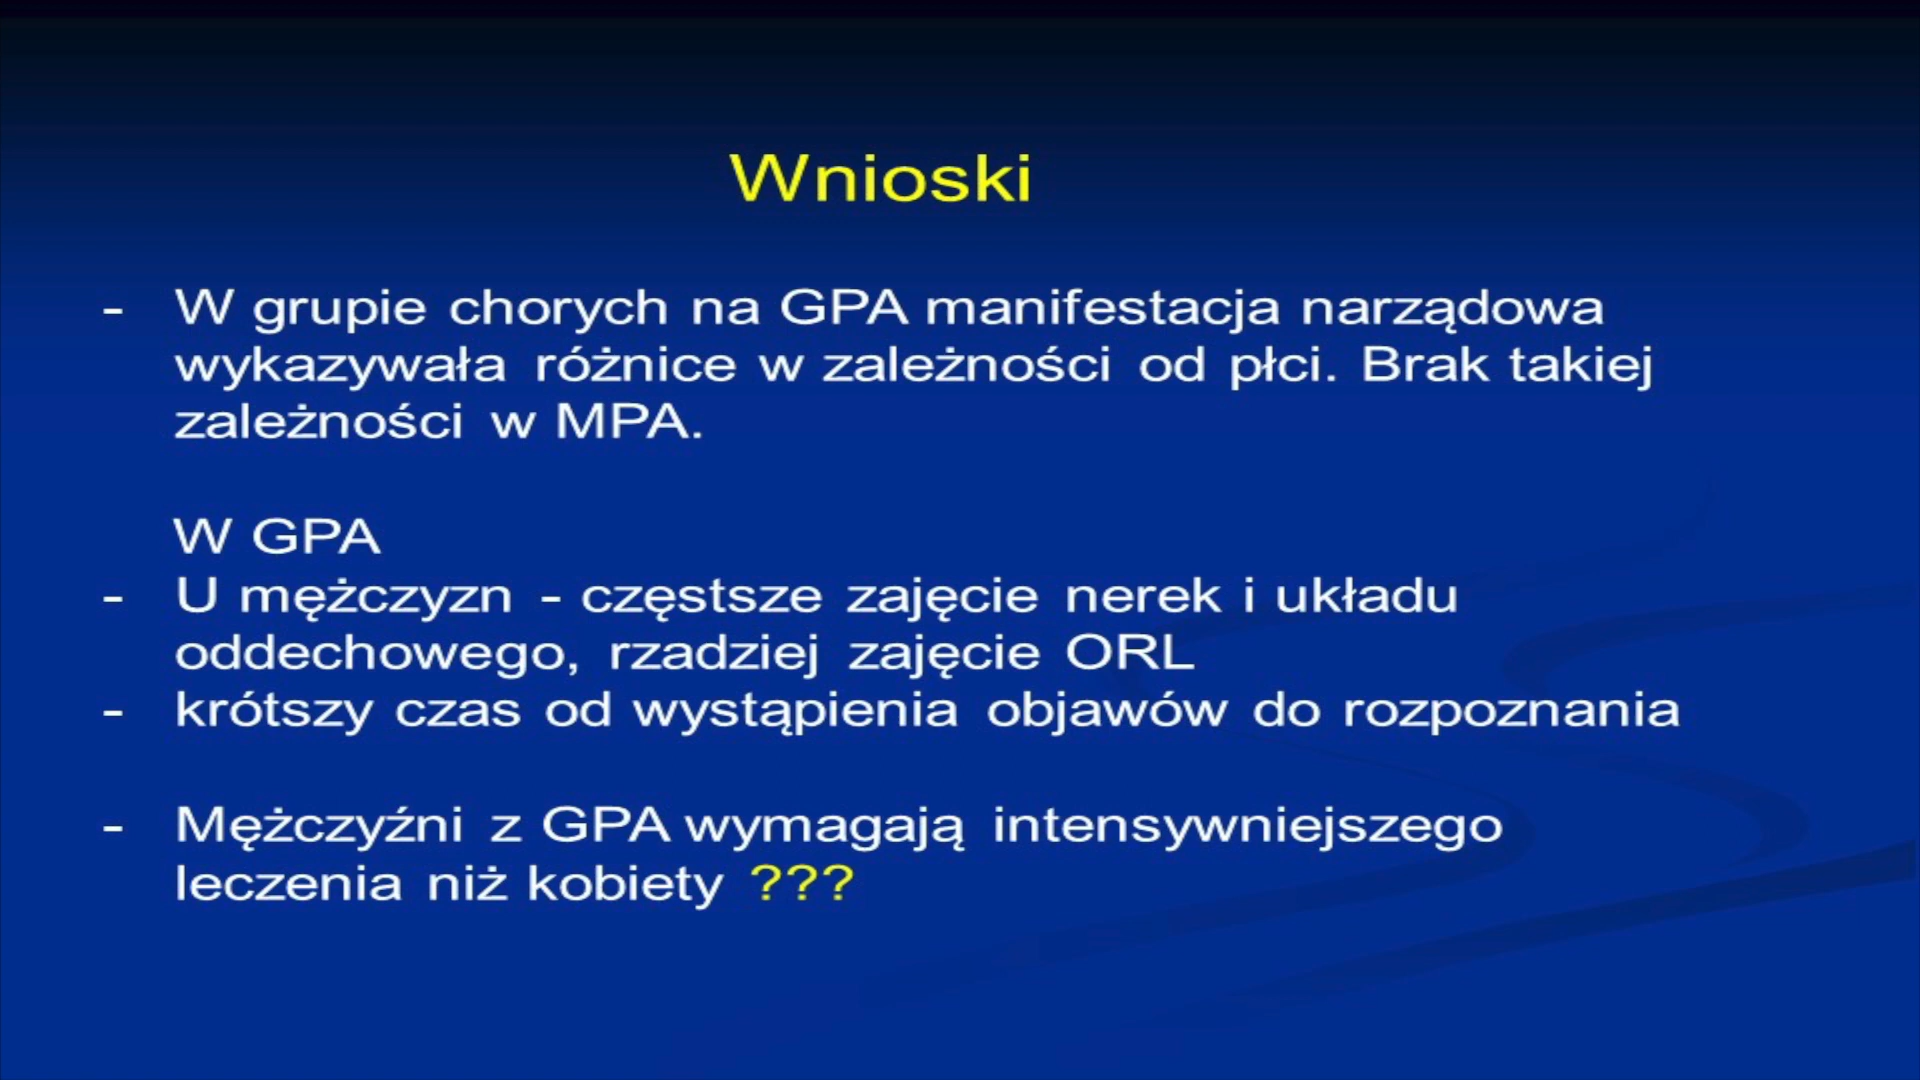 Wnioski
- W grupie chorych na GPA manifestacja narządowa
wykazywała różnice w zależności od płci. Brak takiej
zależności w MPA.
W GPA
- U mężczyzn - częstsze zajęcie nerek i układu
oddechowego, rzadziej zajęcie ORL
- krótszy czas od wystąpienia objawów do rozpoznania
- Mężczyźni z GPA wymagają intensywniejszego
leczenia niż kobiety ???